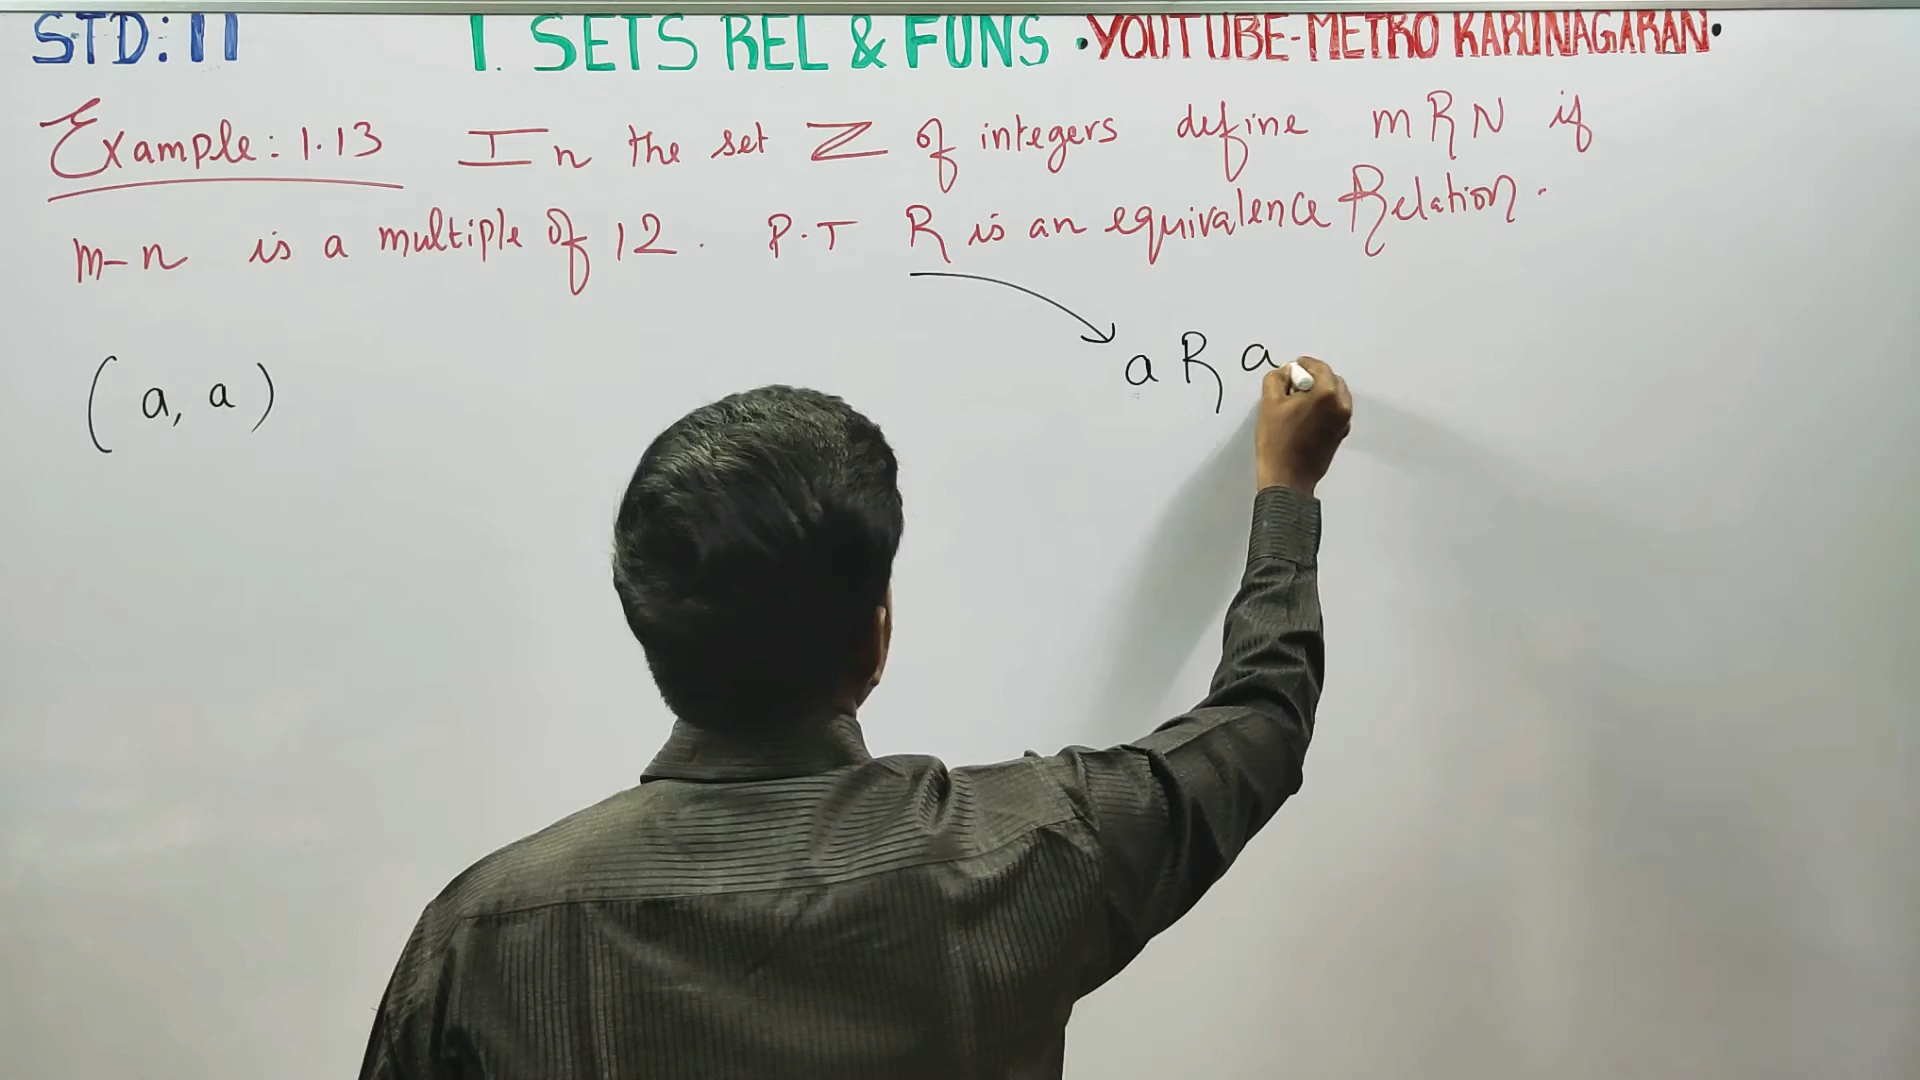 STD:11 1. SETS REL & FUNS •YOUTUBE-METRO KARUNAGARAN•
Example: 1.13 In the set Z of integers define mRN if
m-n is a multiple of 12. P.T R is an equivalence Relation.
(a, a) a R a